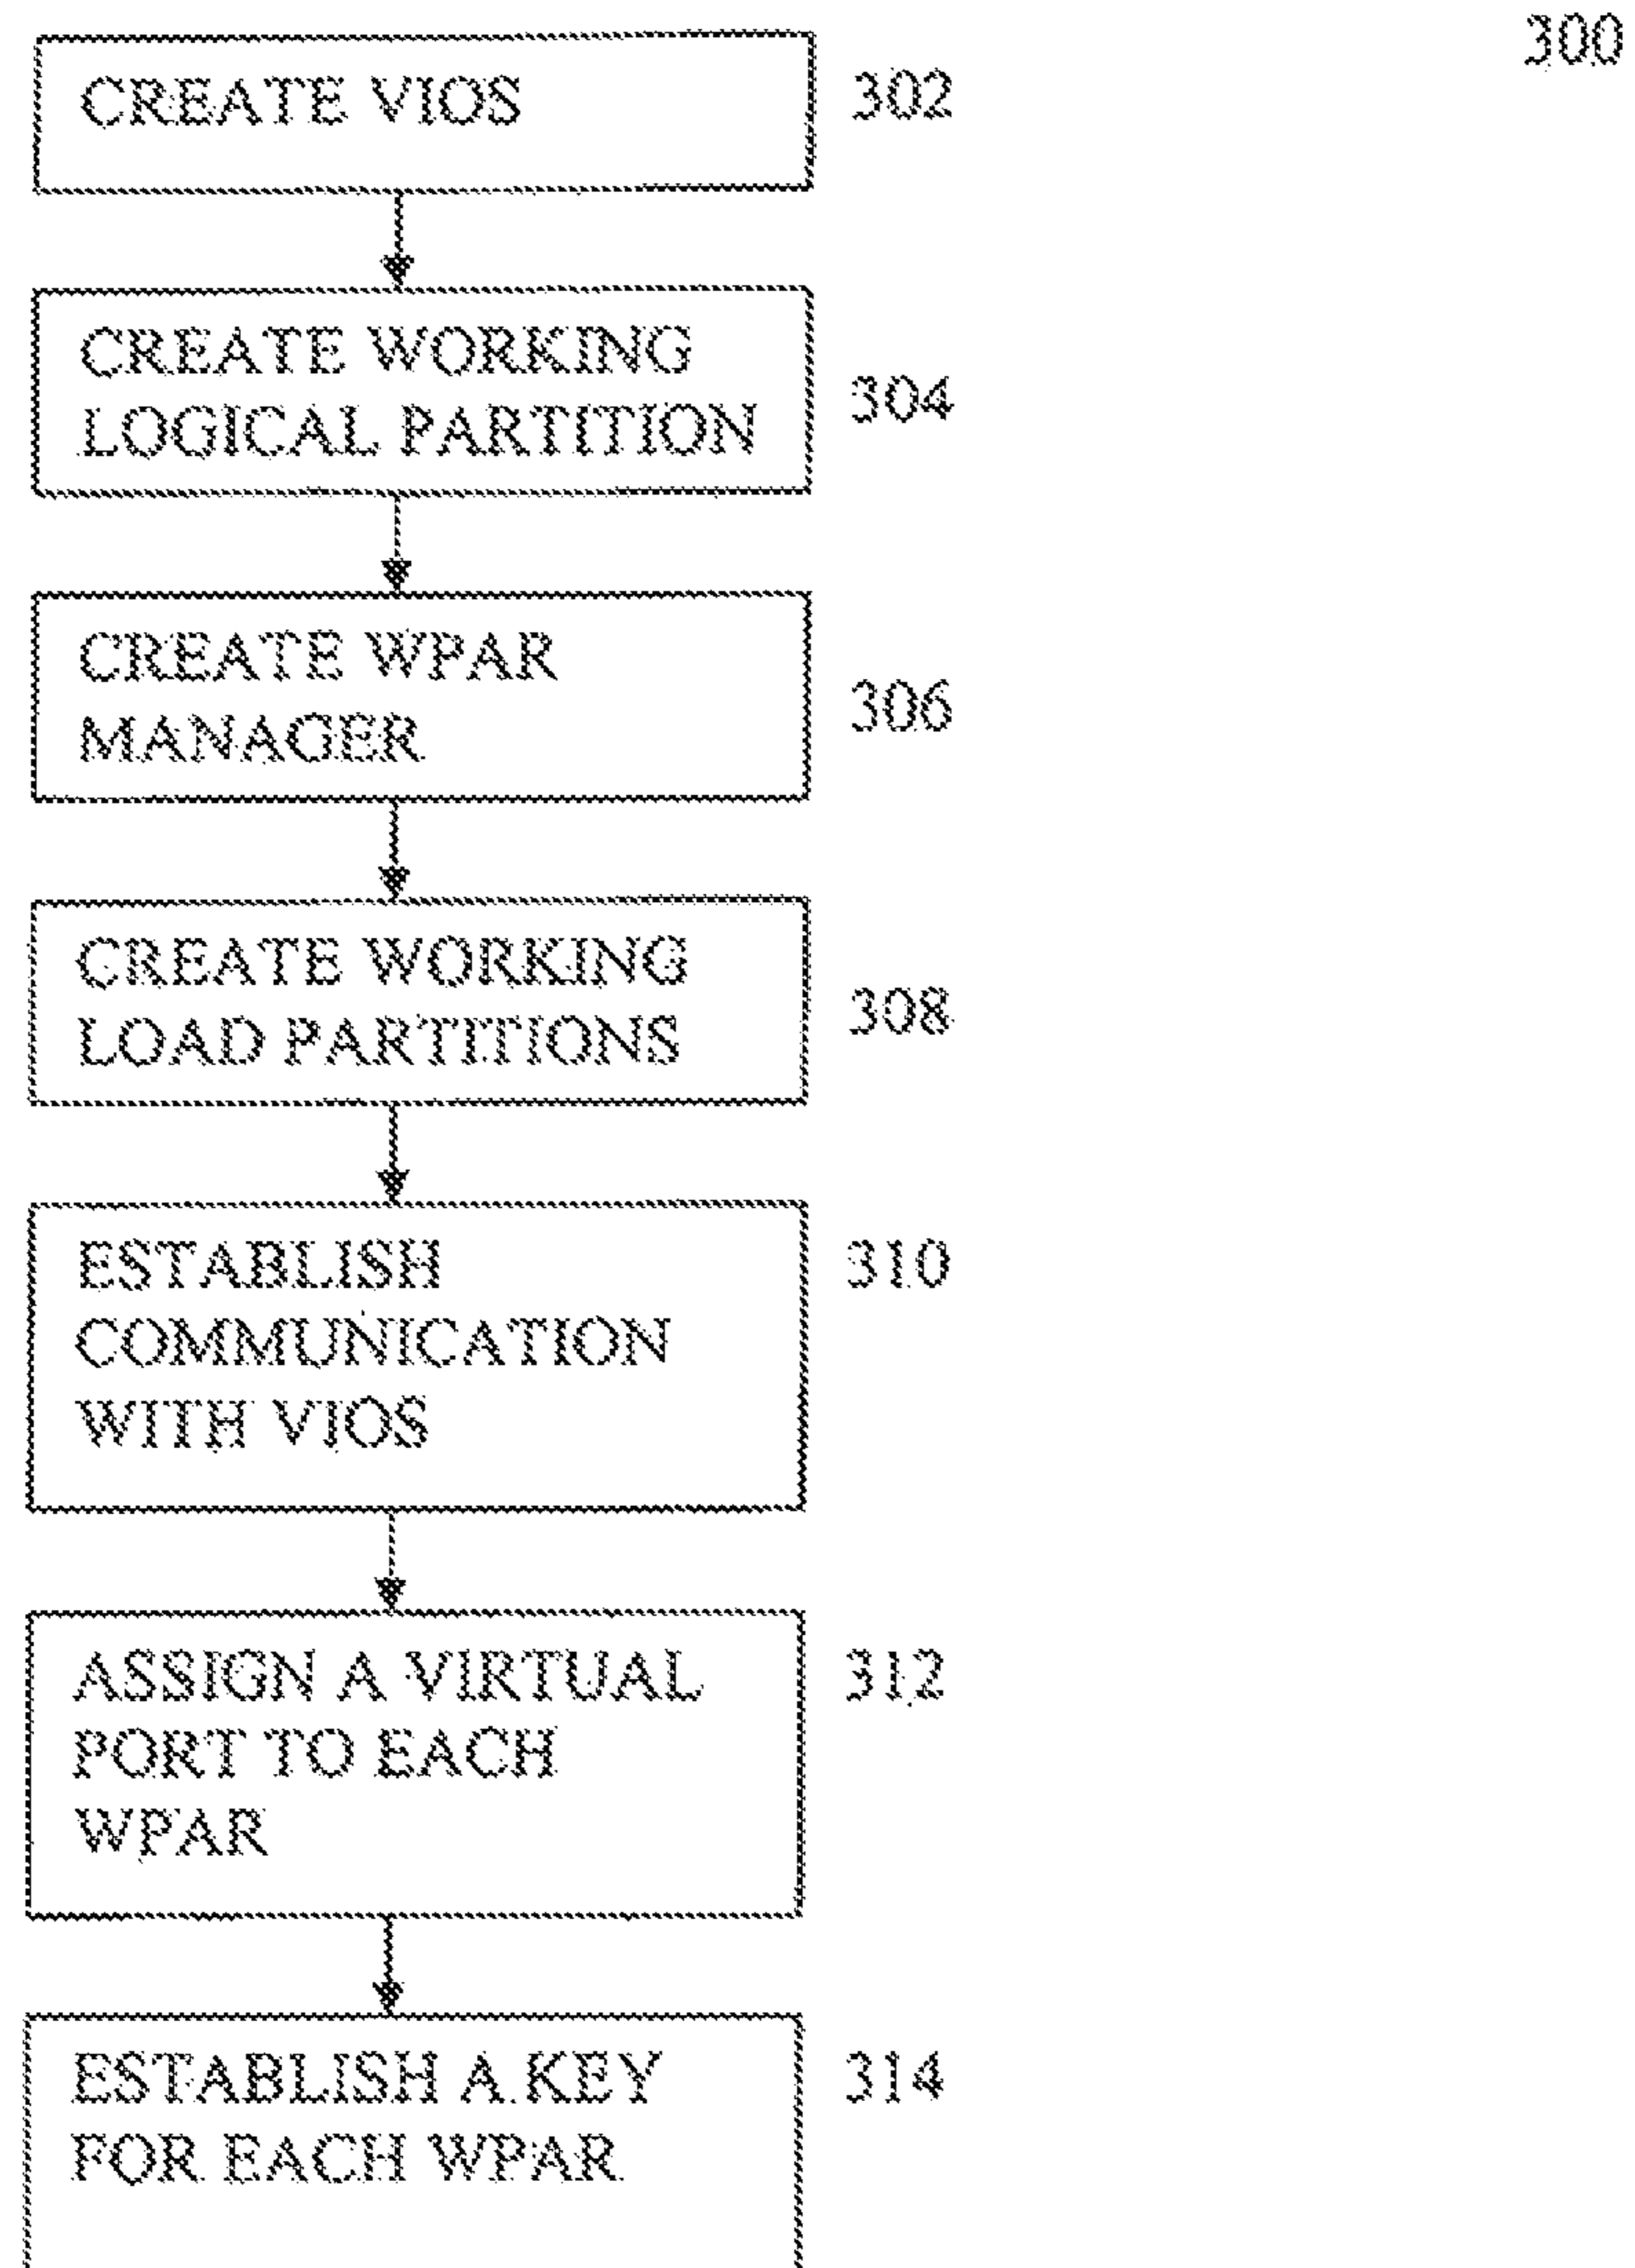 300
CREATE VIOS
302
CREATE WORKING
LOGICAL PARTITION
304
CREATE WPAR
MANAGER
306
CREATE WORKING
LOAD PARTITIONS
308
ESTABLISH
COMMUNICATION
WITH VIOS
310
ASSIGN A VIRTUAL
PORT TO EACH
WPAR
312
ESTABLISH A KEY
FOR EACH WPAR
314